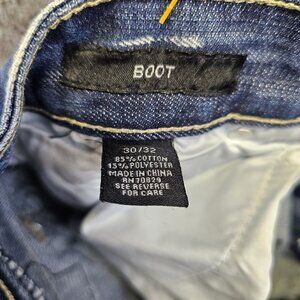 BOOT
30/32
85% COTTON
15% POLYESTER
MADE IN CHINA
RN 70829
SEE REVERSE
FOR CARE